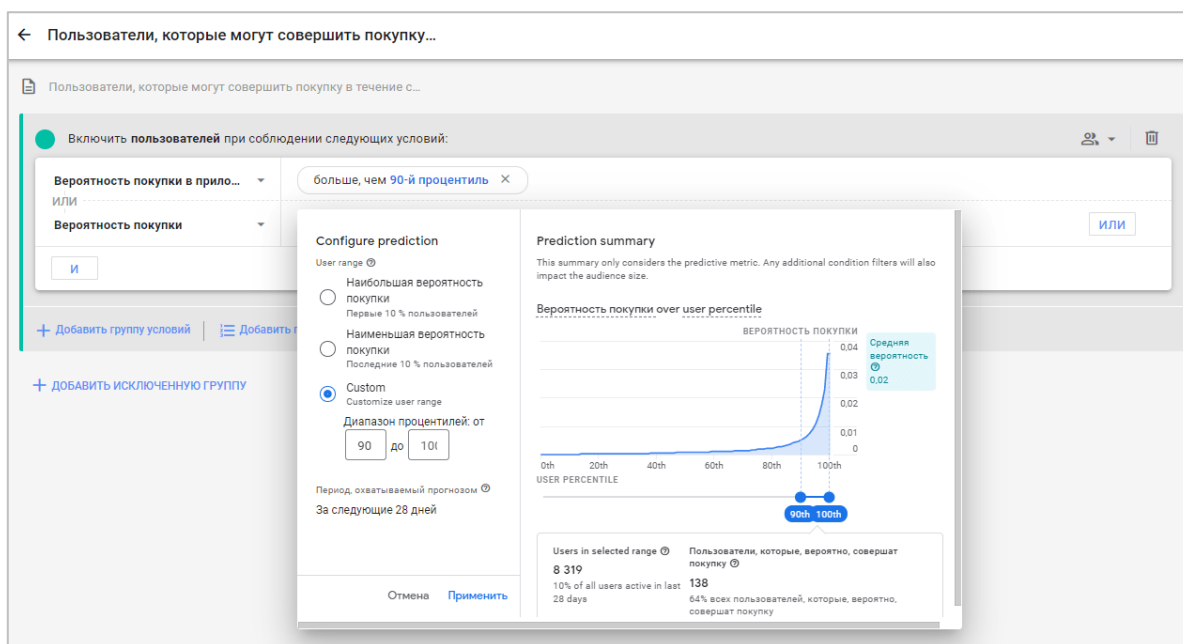 Пользователи, которые могут совершить покупку…
Пользователи, которые могут совершить покупку в течение с…
Включить пользователей при соблюдении следующих условий:
Вероятность покупки в прило…
больше, чем 90-й процентиль
ИЛИ
Вероятность покупки
ИЛИ
И
Добавить группу условий
Добавить
ДОБАВИТЬ ИСКЛЮЧЕННУЮ ГРУППУ
Configure prediction
User range
Наибольшая вероятность
покупки
Первые 10 % пользователей
Наименьшая вероятность
покупки
Последние 10 % пользователей
Custom
Customize user range
Диапазон процентилей: от
90 до 10
Период, охватываемый прогнозом
За следующие 28 дней
Отмена Применить
Prediction summary
This summary only considers the predictive metric. Any additional condition filters will also
impact the audience size.
Вероятность покупки over user percentile
ВЕРОЯТНОСТЬ ПОКУПКИ
0,04
0,03
0,02
0,01
0
Средняя
вероятность
0,02
0th 20th 40th 60th 80th 100th
USER PERCENTILE
90th 100th
Users in selected range
8 319
10% of all users active in last
28 days
Пользователи, которые, вероятно, совершат
покупку
138
64% всех пользователей, которые, вероятно,
совершат покупку